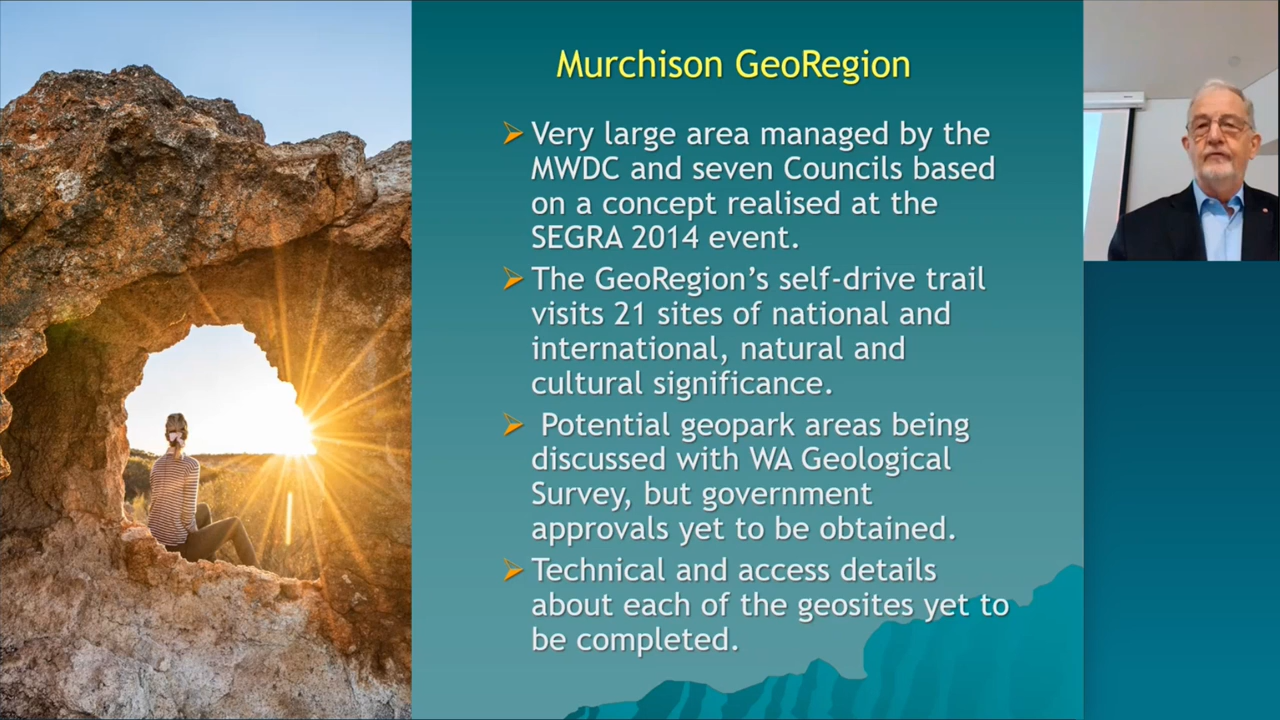 Murchison GeoRegion
Very large area managed by the
MWDC and seven Councils based
on a concept realised at the
SEGRA 2014 event.
The GeoRegion’s self-drive trail
visits 21 sites of national and
international, natural and
cultural significance.
Potential geopark areas being
discussed with WA Geological
Survey, but government
approvals yet to be obtained.
Technical and access details
about each of the geosites yet to
be completed.